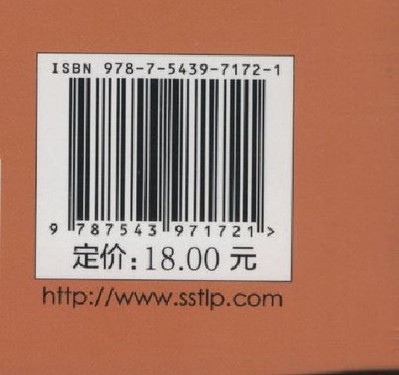 ISBN 978-7-5439-7172-1
9 787543 971721 >
定价:18.00 元
http://www.sstlp.com